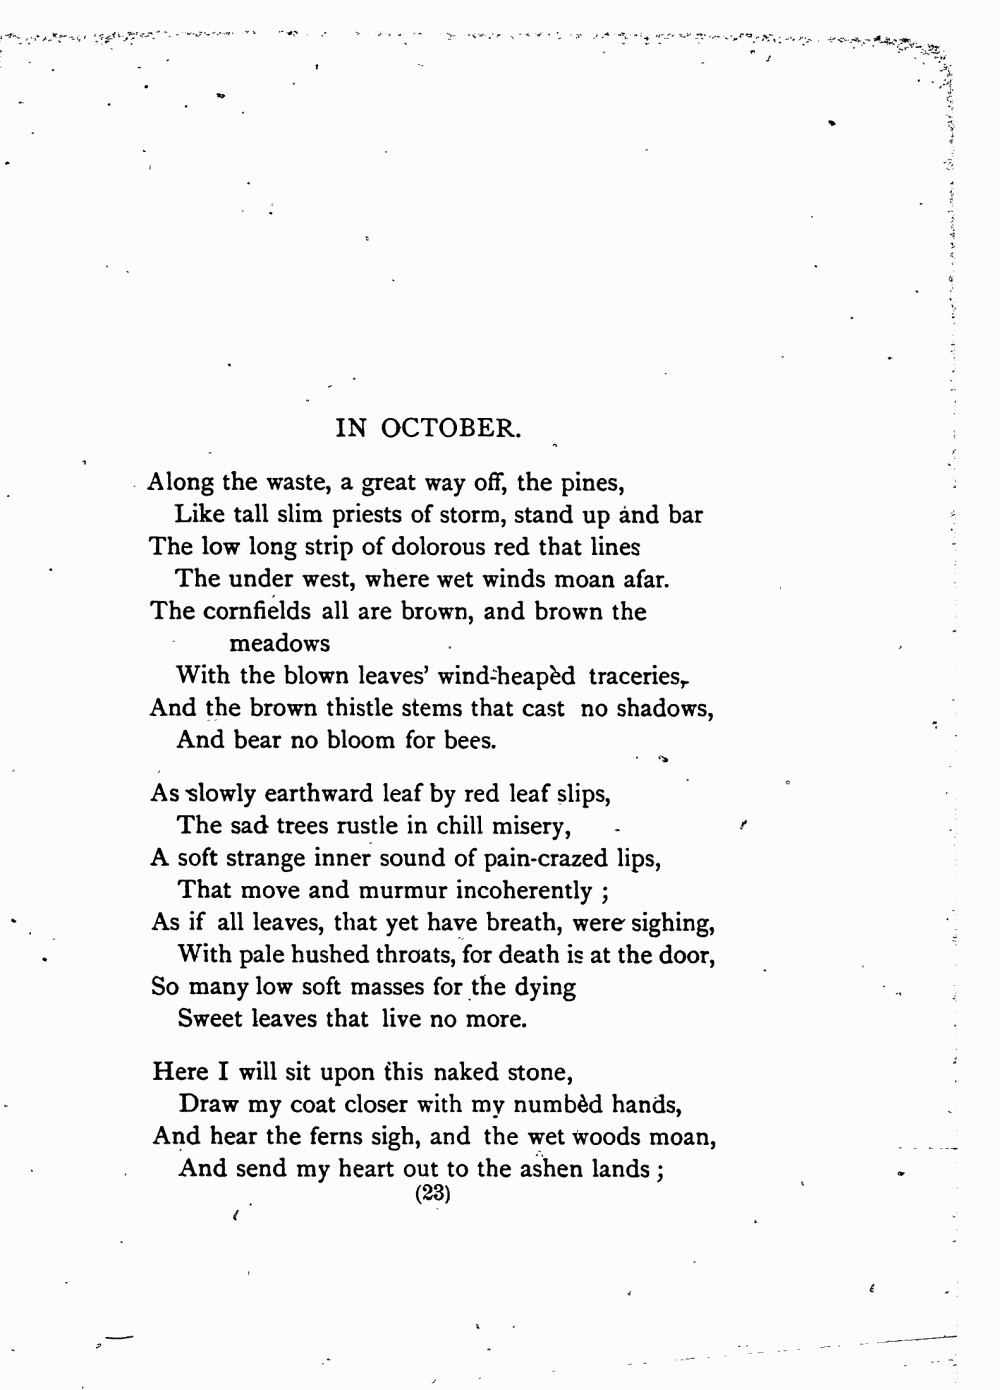 IN OCTOBER.
Along the waste, a great way off, the pines,
Like tall slim priests of storm, stand up and bar
The low long strip of dolorous red that lines
The under west, where wet winds moan afar.
The cornfields all are brown, and brown the
meadows
With the blown leaves' wind-heapèd traceries,
And the brown thistle stems that cast no shadows,
And bear no bloom for bees.
As slowly earthward leaf by red leaf slips,
The sad trees rustle in chill misery,
A soft strange inner sound of pain-crazed lips,
That move and murmur incoherently ;
As if all leaves, that yet have breath, were sighing,
With pale hushed throats, for death is at the door,
So many low soft masses for the dying
Sweet leaves that live no more.
Here I will sit upon this naked stone,
Draw my coat closer with my numbèd hands,
And hear the ferns sigh, and the wet woods moan,
And send my heart out to the ashen lands ;
(23)